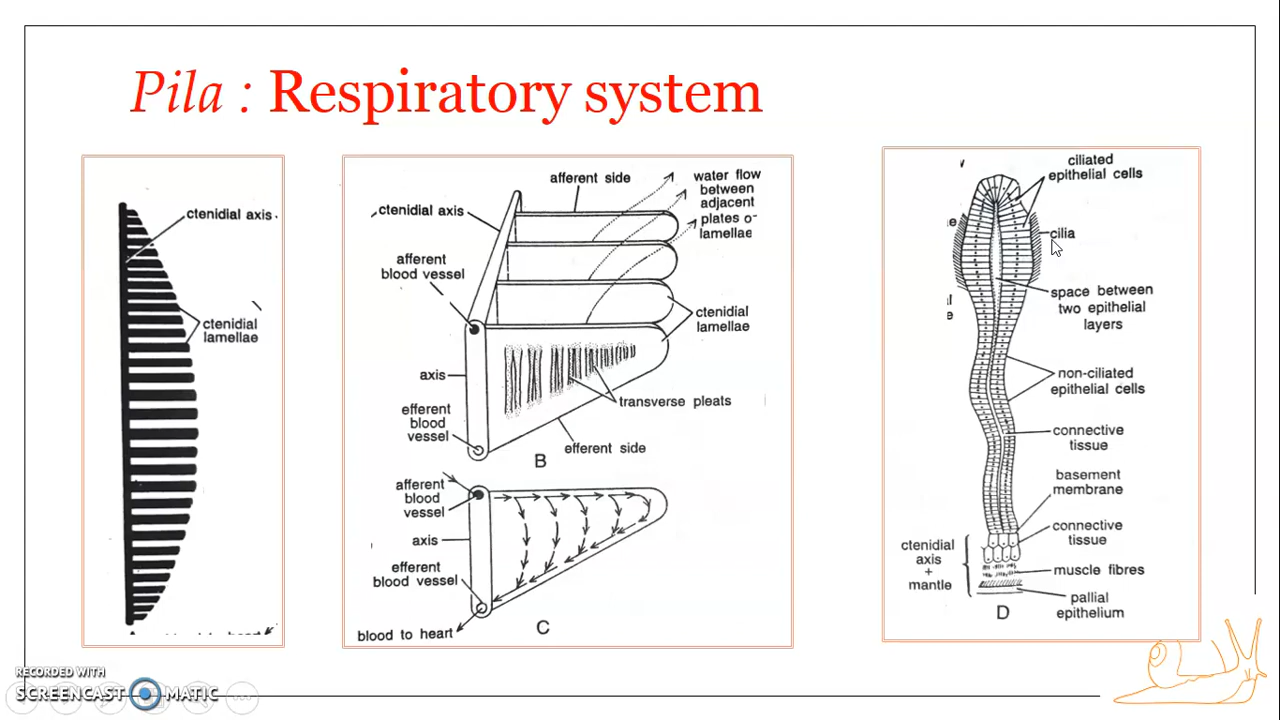 Pila : Respiratory system
ctenidial axis
ctenidial
lamellae
afferent side
water flow
between
adjacent
plates o
lamellae
ctenidial axis
afferent
blood vessel
ctenidial
lamellae
axis
transverse pleats
efferent
blood
vessel
efferent side
B
afferent
blood
vessel
axis
efferent
blood vessel
blood to heart
C
ciliated
epithelial cells
cilia
space between
two epithelial
layers
non-ciliated
epithelial cells
connective
tissue
basement
membrane
connective
tissue
ctenidial
axis
+
mantle
muscle fibres
pallial
epithelium
D
RECORDED WITH
SCREENCAST MATIC